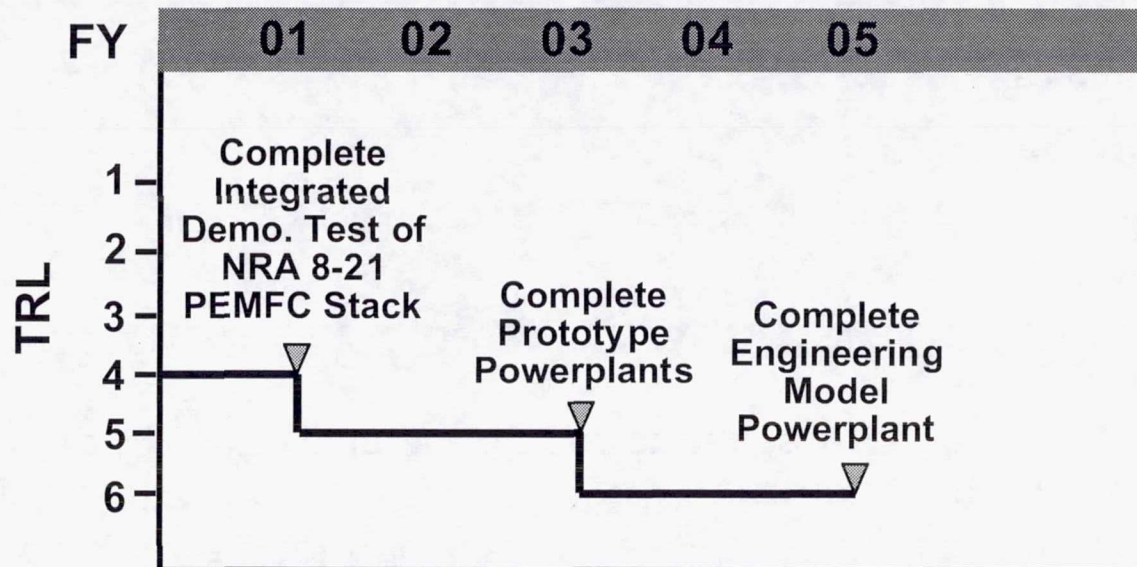 FY 01 02 03 04 05
TRL
1
2
3
4
5
6
Complete
Integrated
Demo. Test of
NRA 8-21
PEMFC Stack
Complete
Prototype
Powerplants
Complete
Engineering
Model
Powerplant